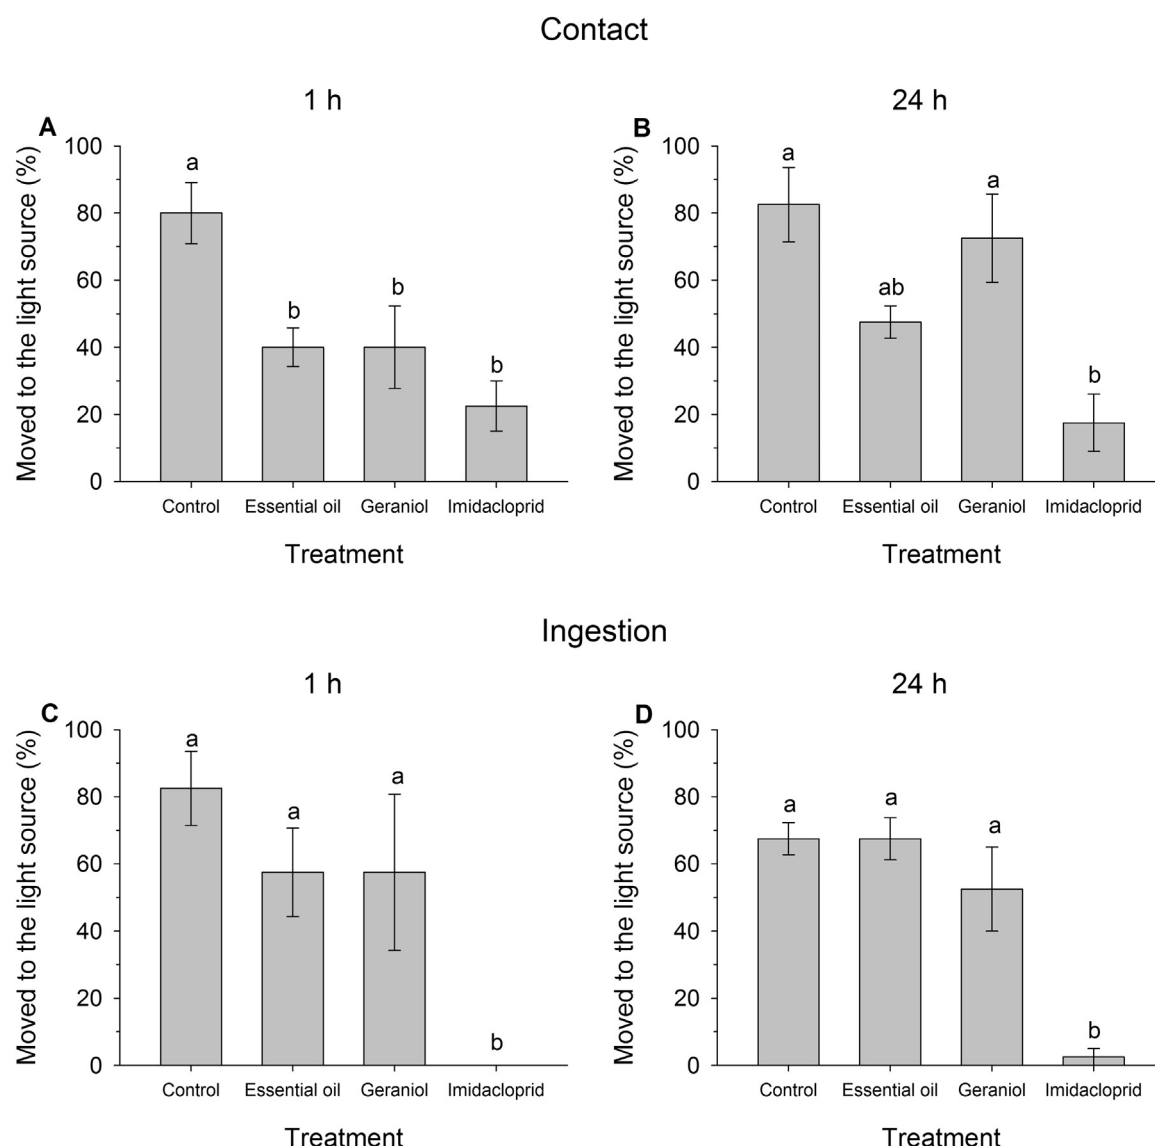 Contact
1 h
24 h
A
B
Moved to the light source (%)
100
80
60
40
20
0
a
b
b
b
Control
Essential oil
Geraniol
Imidacloprid
Treatment
Moved to the light source (%)
100
80
60
40
20
0
a
ab
a
b
Control
Essential oil
Geraniol
Imidacloprid
Treatment
Ingestion
1 h
24 h
C
D
Moved to the light source (%)
100
80
60
40
20
0
a
a
a
b
Control
Essential oil
Geraniol
Imidacloprid
Treatment
Moved to the light source (%)
100
80
60
40
20
0
a
a
a
b
Control
Essential oil
Geraniol
Imidacloprid
Treatment